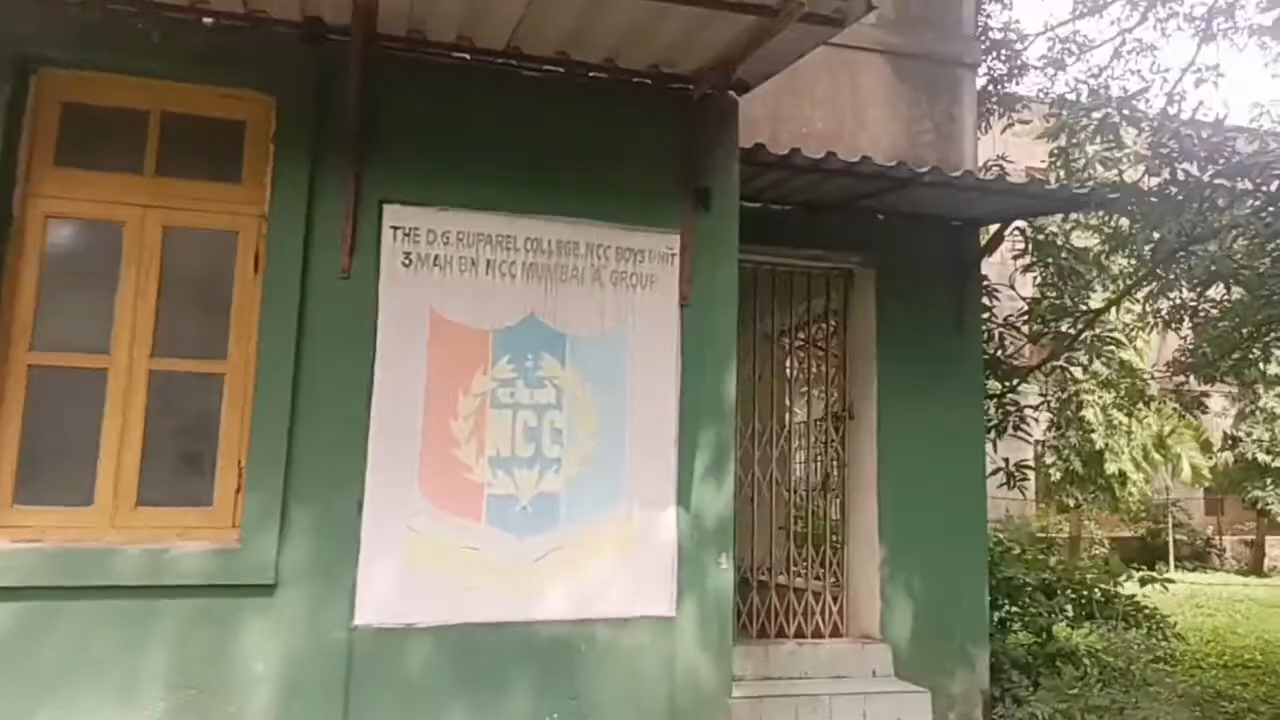 THE D.G. RUPAREL COLLEGE. NCC BOYS UNIT
3 MAH BN NCC MUMBAI 'A' GROUP
NCC